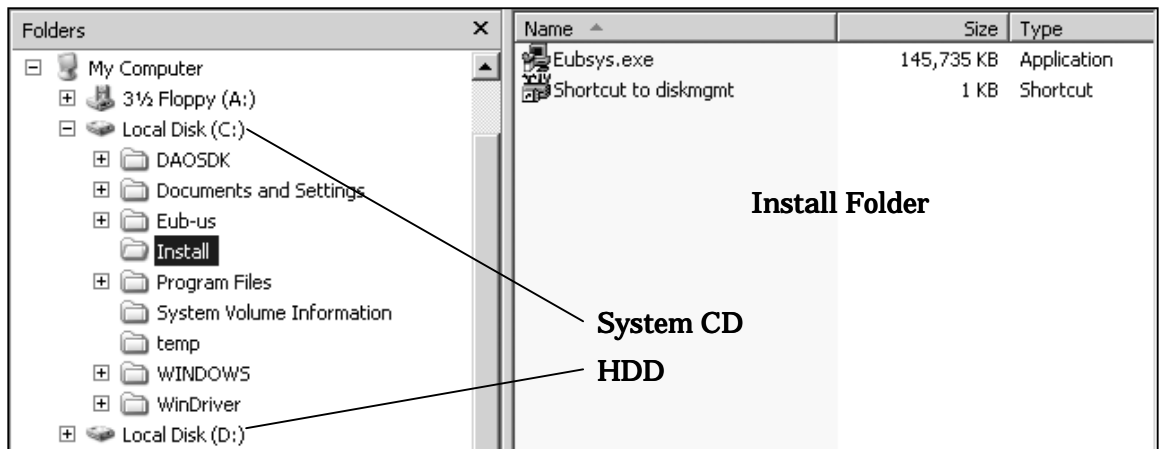 Folders
My Computer
3½ Floppy (A:)
Local Disk (C:)
DAOSDK
Documents and Settings
Eub-us
Install
Program Files
System Volume Information
temp
WINDOWS
WinDriver
Local Disk (D:)
Name Size Type
Eubsys.exe 145,735 KB Application
Shortcut to diskmgmt 1 KB Shortcut
Install Folder
System CD
HDD